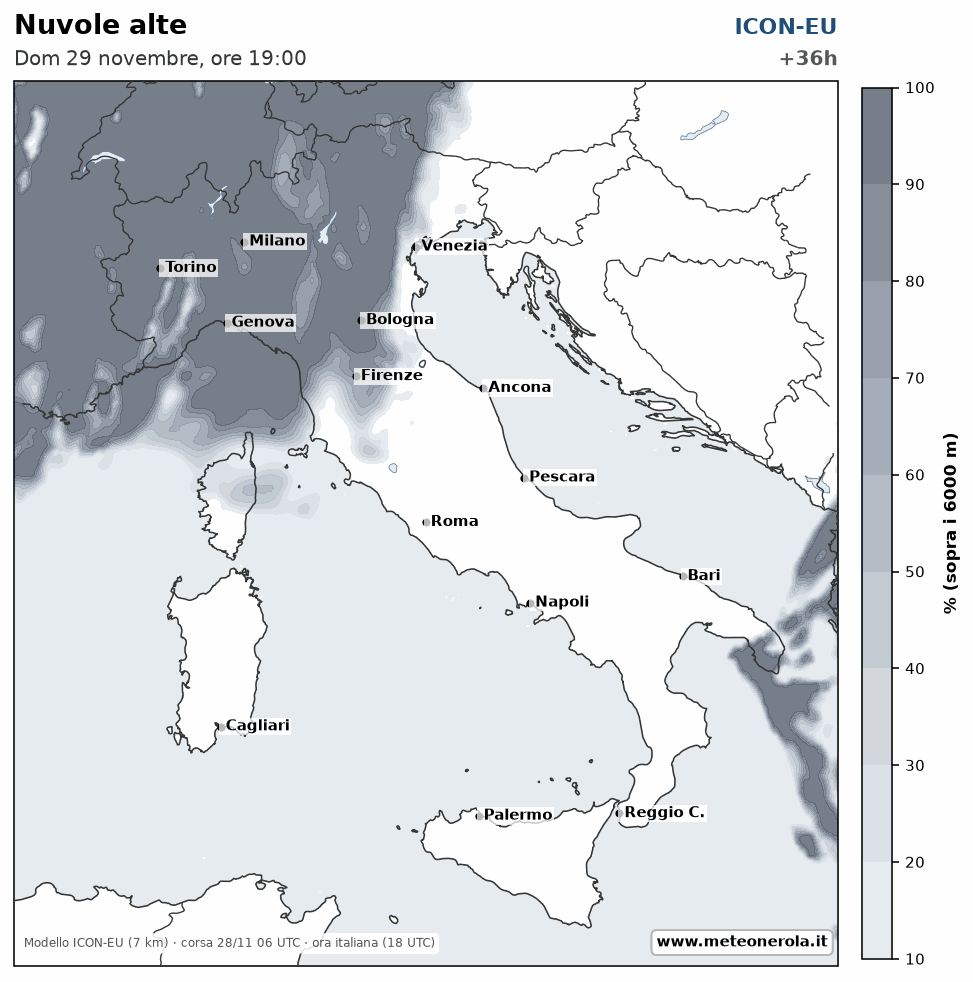 Nuvole alte
ICON-EU
Dom 29 novembre, ore 19:00
+36h
Milano
Venezia
Torino
Genova
Bologna
Firenze
Ancona
Pescara
Roma
Bari
Napoli
Cagliari
Palermo
Reggio C.
Modello ICON-EU (7 km) · corsa 28/11 06 UTC · ora italiana (18 UTC)
www.meteonerola.it
100
90
80
70
60
50
40
30
20
10
% (sopra i 6000 m)